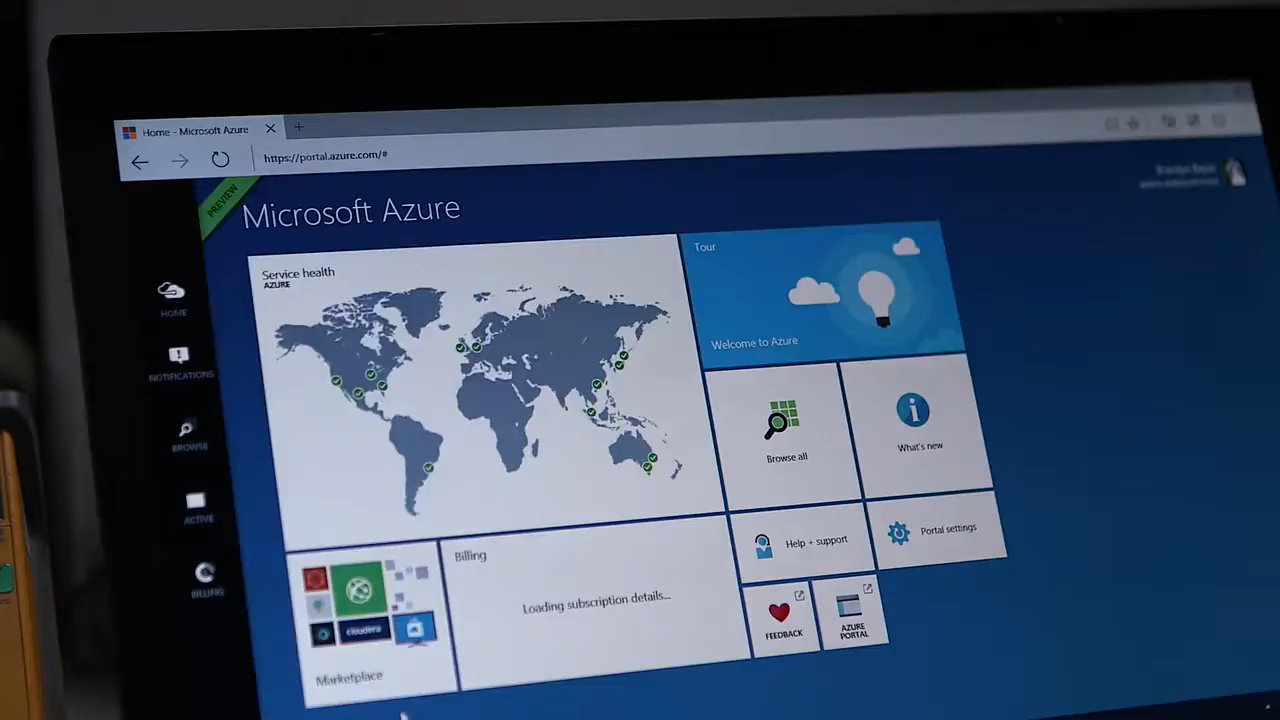 Home - Microsoft Azure
https://portal.azure.com/#
PREVIEW
Microsoft Azure
HOME
NOTIFICATIONS
BROWSE
ACTIVE
BILLING
Service health
AZURE
Tour
Welcome to Azure
Browse all
What's new
Help + support
Portal settings
FEEDBACK
AZURE
PORTAL
Billing
Loading subscription details...
cloudera
Marketplace